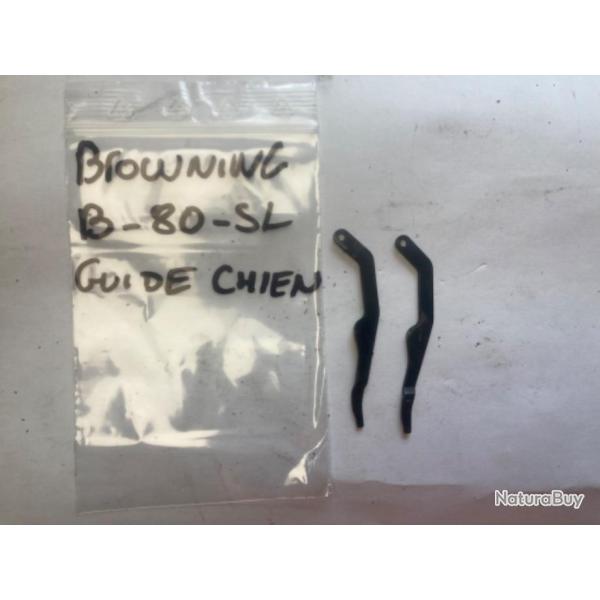 BROWNING
B-80-SL
GUIDE CHIEN
NaturaBuy